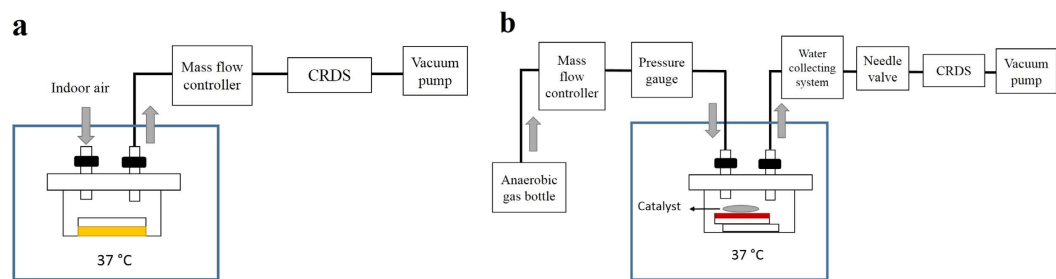 a
Indoor air
Mass flow
controller
CRDS
Vacuum
pump
37 °C
b
Anaerobic
gas bottle
Mass
flow
controller
Pressure
gauge
Water
collecting
system
Needle
valve
CRDS
Vacuum
pump
Catalyst
37 °C